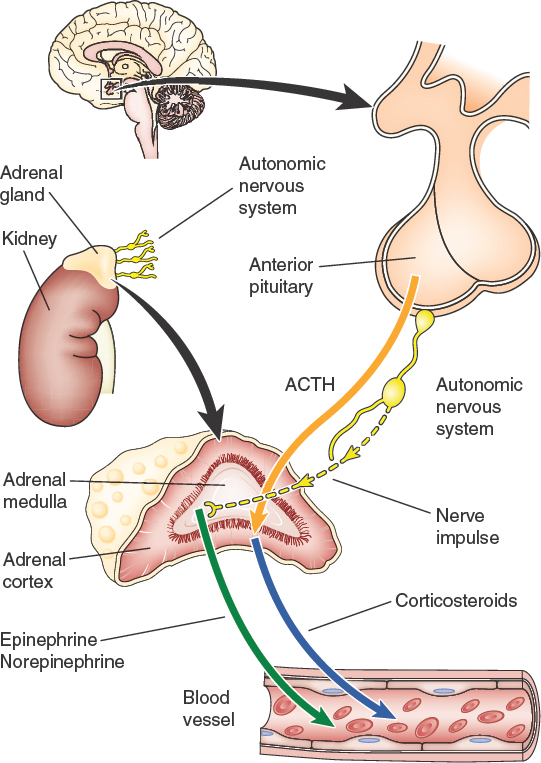 Adrenal
gland
Autonomic
nervous
system
Kidney
Anterior
pituitary
ACTH
Autonomic
nervous
system
Adrenal
medulla
Nerve
impulse
Adrenal
cortex
Corticosteroids
Epinephrine
Norepinephrine
Blood
vessel